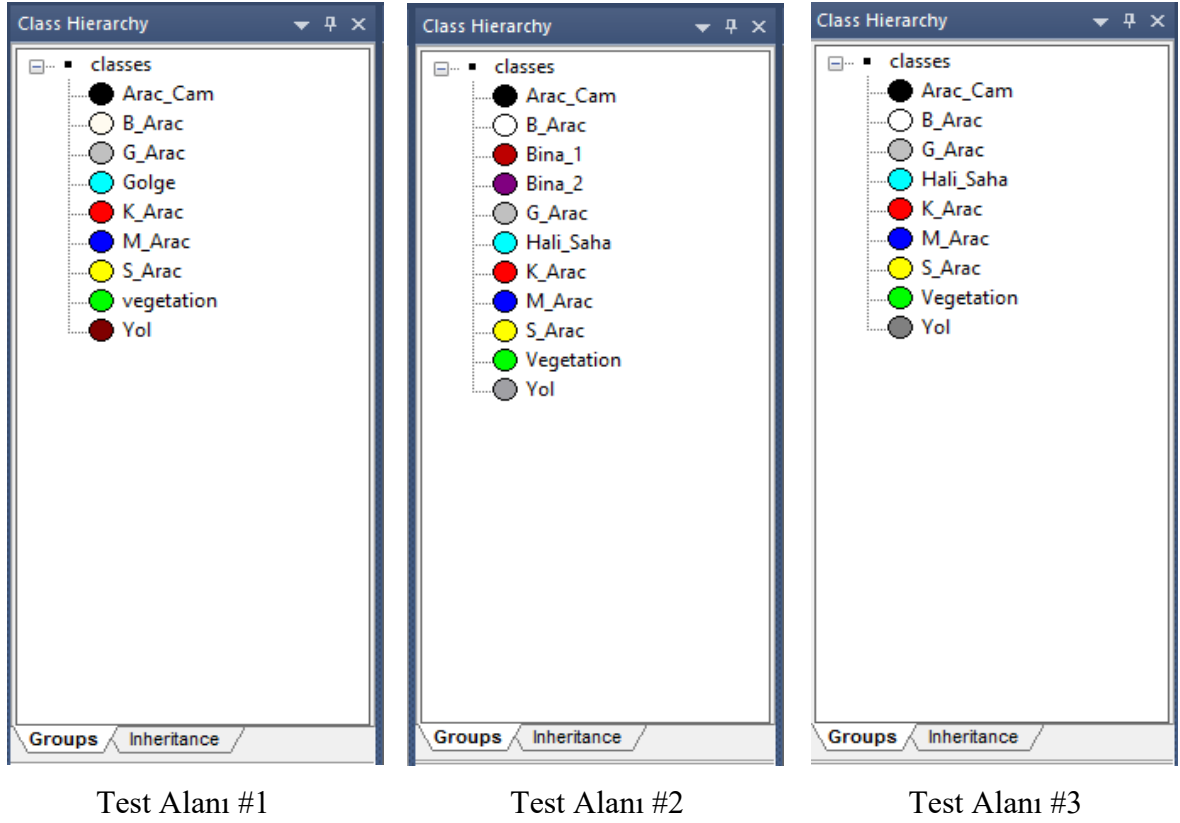 Class Hierarchy
classes
Arac_Cam
B_Arac
G_Arac
Golge
K_Arac
M_Arac
S_Arac
vegetation
Yol
Groups Inheritance
Test Alanı #1
Class Hierarchy
classes
Arac_Cam
B_Arac
Bina_1
Bina_2
G_Arac
Hali_Saha
K_Arac
M_Arac
S_Arac
Vegetation
Yol
Groups Inheritance
Test Alanı #2
Class Hierarchy
classes
Arac_Cam
B_Arac
G_Arac
Hali_Saha
K_Arac
M_Arac
S_Arac
Vegetation
Yol
Groups Inheritance
Test Alanı #3